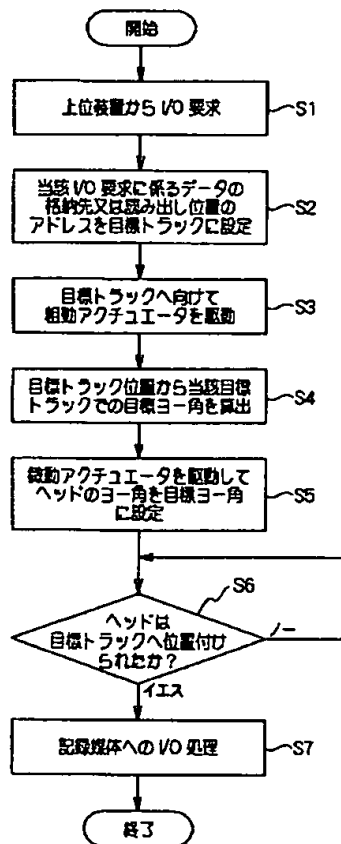 開始
上位装置から I/O 要求
S1
当該 I/O 要求に係るデータの
格納先又は読み出し位置の
アドレスを目標トラックに設定
S2
目標トラックへ向けて
粗動アクチュエータを駆動
S3
目標トラック位置から当該目標
トラックでの目標ヨー角を算出
S4
微動アクチュエータを駆動して
ヘッドのヨー角を目標ヨー角
に設定
S5
S6
ヘッドは
目標トラックへ位置付け
られたか?
ノー
イエス
記録媒体への I/O 処理
S7
終了